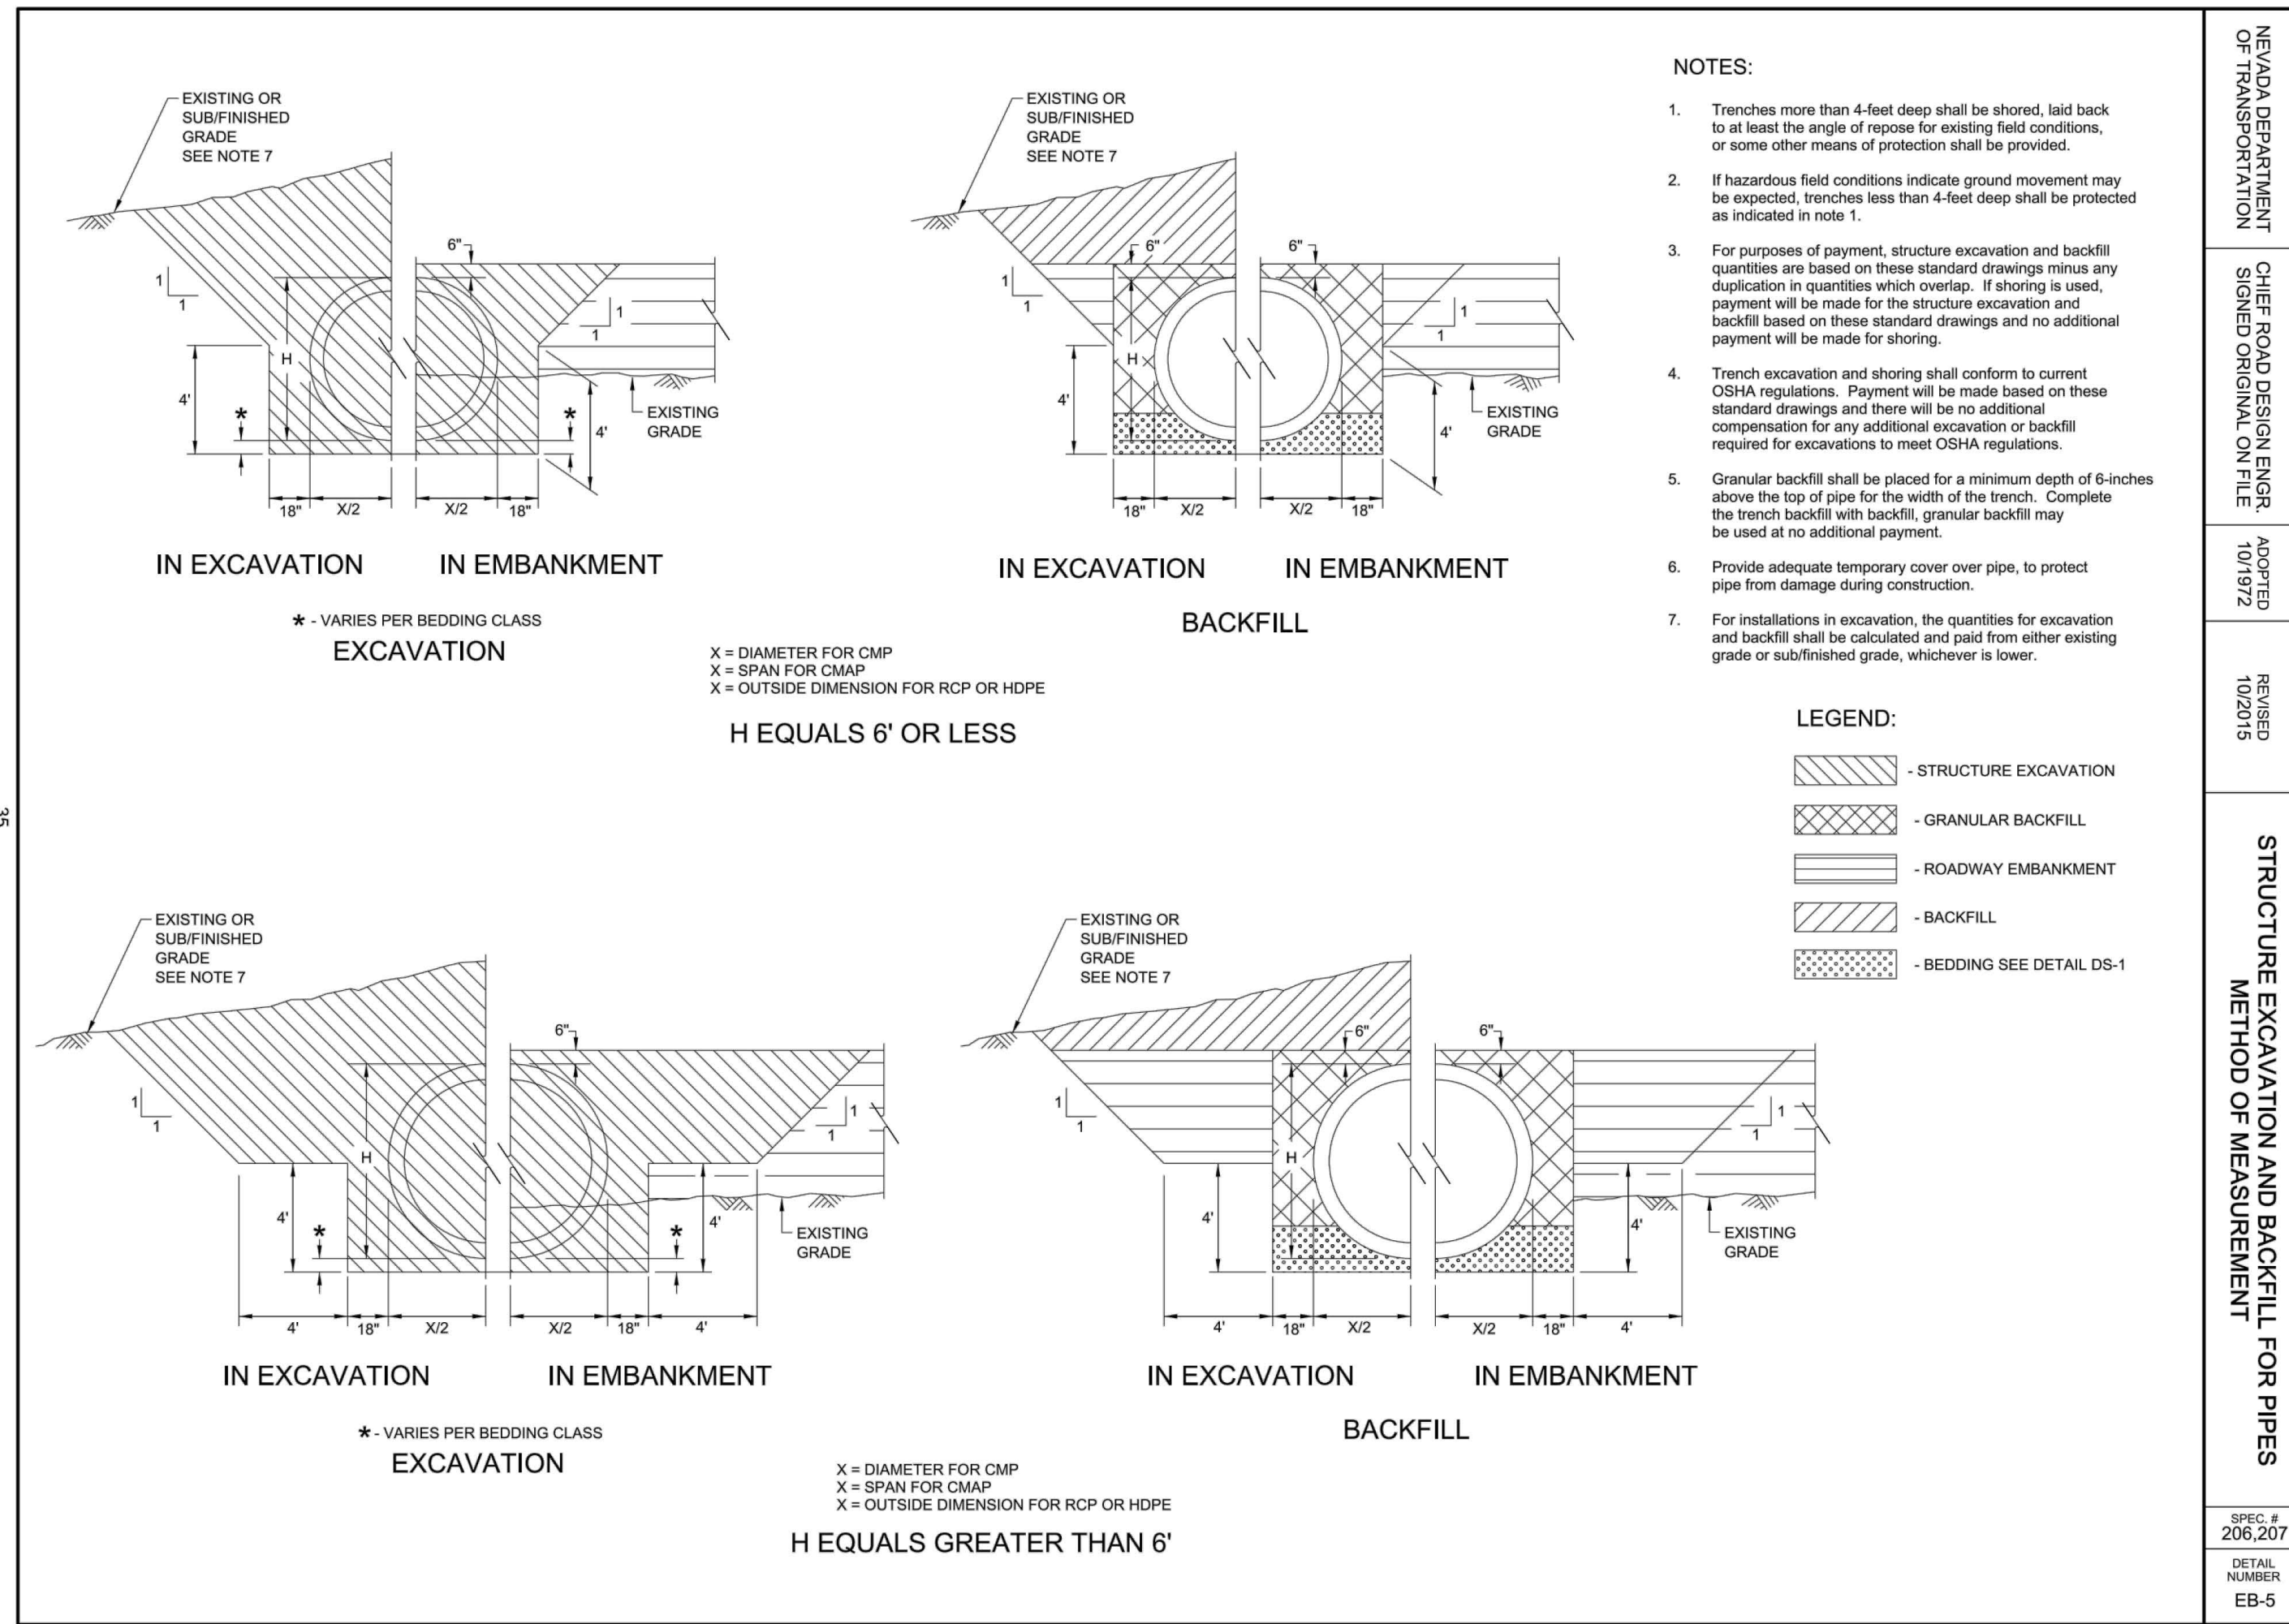 EXISTING OR
SUB/FINISHED
GRADE
SEE NOTE 7
6"
1
1
H
1
1
4'
*
*
4'
EXISTING
GRADE
18"
X/2
X/2
18"
IN EXCAVATION
IN EMBANKMENT
* - VARIES PER BEDDING CLASS
EXCAVATION
EXISTING OR
SUB/FINISHED
GRADE
SEE NOTE 7
6"
6"
1
1
H
1
1
4'
4'
EXISTING
GRADE
18"
X/2
X/2
18"
IN EXCAVATION
IN EMBANKMENT
BACKFILL
X = DIAMETER FOR CMP
X = SPAN FOR CMAP
X = OUTSIDE DIMENSION FOR RCP OR HDPE
H EQUALS 6' OR LESS
EXISTING OR
SUB/FINISHED
GRADE
SEE NOTE 7
6"
1
1
H
1
1
4'
*
*
4'
EXISTING
GRADE
4'
18"
X/2
X/2
18"
4'
IN EXCAVATION
IN EMBANKMENT
* - VARIES PER BEDDING CLASS
EXCAVATION
EXISTING OR
SUB/FINISHED
GRADE
SEE NOTE 7
6"
6"
1
1
H
1
1
4'
4'
EXISTING
GRADE
4'
18"
X/2
X/2
18"
4'
IN EXCAVATION
IN EMBANKMENT
BACKFILL
X = DIAMETER FOR CMP
X = SPAN FOR CMAP
X = OUTSIDE DIMENSION FOR RCP OR HDPE
H EQUALS GREATER THAN 6'
NOTES:
1. Trenches more than 4-feet deep shall be shored, laid back
to at least the angle of repose for existing field conditions,
or some other means of protection shall be provided.
2. If hazardous field conditions indicate ground movement may
be expected, trenches less than 4-feet deep shall be protected
as indicated in note 1.
3. For purposes of payment, structure excavation and backfill
quantities are based on these standard drawings minus any
duplication in quantities which overlap. If shoring is used,
payment will be made for the structure excavation and
backfill based on these standard drawings and no additional
payment will be made for shoring.
4. Trench excavation and shoring shall conform to current
OSHA regulations. Payment will be made based on these
standard drawings and there will be no additional
compensation for any additional excavation or backfill
required for excavations to meet OSHA regulations.
5. Granular backfill shall be placed for a minimum depth of 6-inches
above the top of pipe for the width of the trench. Complete
the trench backfill with backfill, granular backfill may
be used at no additional payment.
6. Provide adequate temporary cover over pipe, to protect
pipe from damage during construction.
7. For installations in excavation, the quantities for excavation
and backfill shall be calculated and paid from either existing
grade or sub/finished grade, whichever is lower.
LEGEND:
- STRUCTURE EXCAVATION
- GRANULAR BACKFILL
- ROADWAY EMBANKMENT
- BACKFILL
- BEDDING SEE DETAIL DS-1
NEVADA DEPARTMENT
OF TRANSPORTATION
CHIEF ROAD DESIGN ENGR.
SIGNED ORIGINAL ON FILE
ADOPTED
10/1972
REVISED
10/2015
STRUCTURE EXCAVATION AND BACKFILL FOR PIPES
METHOD OF MEASUREMENT
SPEC. #
206,207
DETAIL
NUMBER
EB-5
35